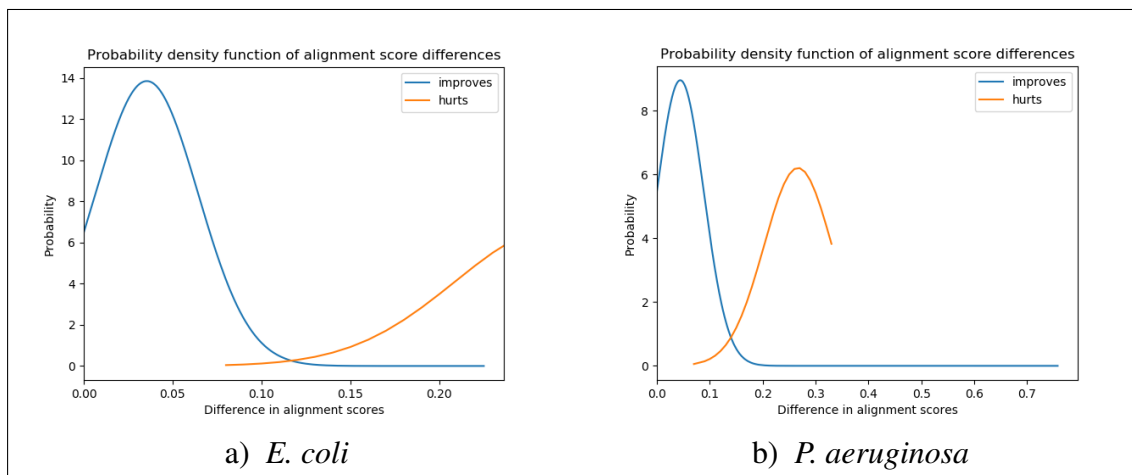 Probability density function of alignment score differences
improves
hurts
14
12
10
8
6
4
2
0
Probability
0.00
0.05
0.10
0.15
0.20
Difference in alignment scores
a) E. coli
Probability density function of alignment score differences
improves
hurts
8
6
4
2
0
Probability
0.0
0.1
0.2
0.3
0.4
0.5
0.6
0.7
Difference in alignment scores
b) P. aeruginosa